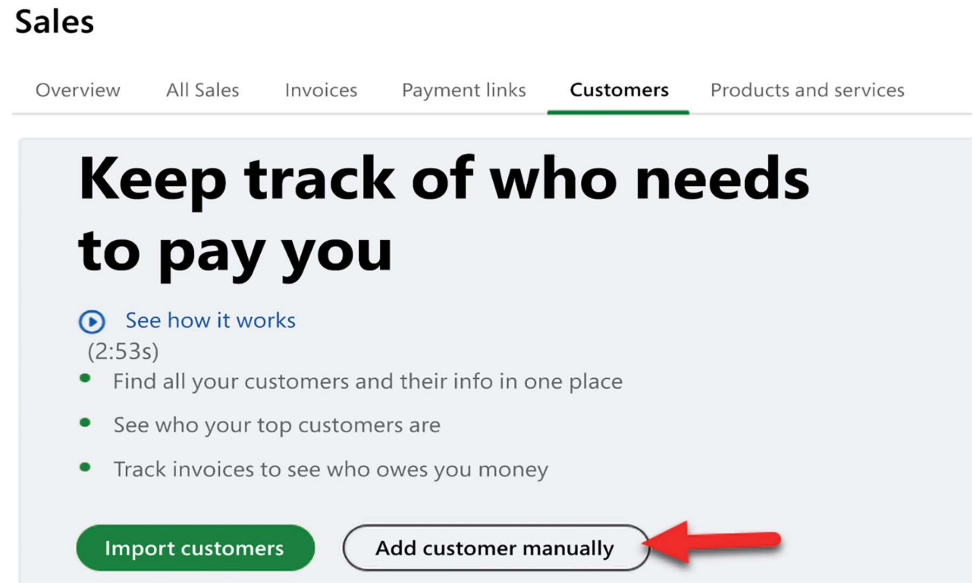 Sales
Overview All Sales Invoices Payment links Customers Products and services
Keep track of who needs
to pay you
See how it works
(2:53s)
Find all your customers and their info in one place
See who your top customers are
Track invoices to see who owes you money
Import customers Add customer manually